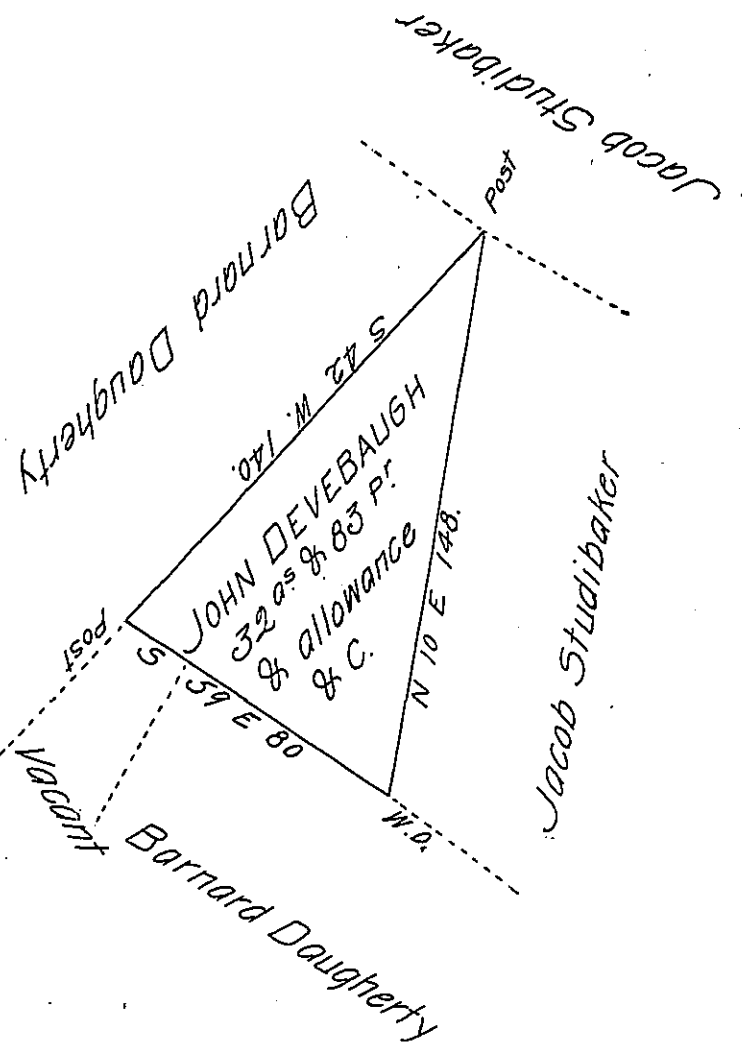 Jacob Studibaker
Post
Barnard Daugherty
S 42 W. 140.
JOHN DEVEBAUGH
32 as & 83 Pr.
& allowance
& C.
N 10 E 148.
Jacob Studibaker
Post
S 59 E 80
W.O.
Vacant
Barnard Daugherty